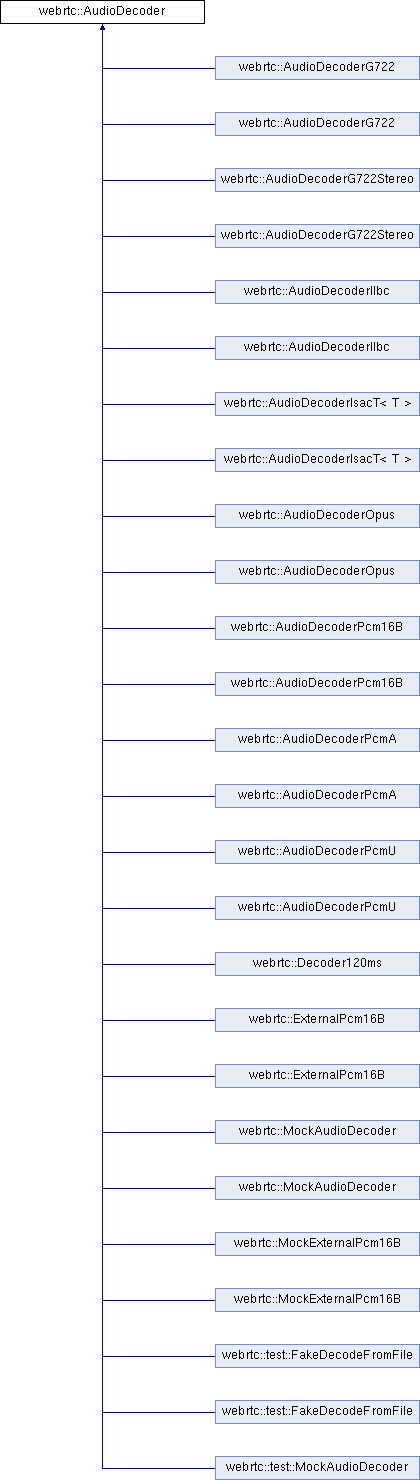 webrtc::AudioDecoder
webrtc::AudioDecoderG722
webrtc::AudioDecoderG722
webrtc::AudioDecoderG722Stereo
webrtc::AudioDecoderG722Stereo
webrtc::AudioDecoderIlbc
webrtc::AudioDecoderIlbc
webrtc::AudioDecoderIsacT< T >
webrtc::AudioDecoderIsacT< T >
webrtc::AudioDecoderOpus
webrtc::AudioDecoderOpus
webrtc::AudioDecoderPcm16B
webrtc::AudioDecoderPcm16B
webrtc::AudioDecoderPcmA
webrtc::AudioDecoderPcmA
webrtc::AudioDecoderPcmU
webrtc::AudioDecoderPcmU
webrtc::Decoder120ms
webrtc::ExternalPcm16B
webrtc::ExternalPcm16B
webrtc::MockAudioDecoder
webrtc::MockAudioDecoder
webrtc::MockExternalPcm16B
webrtc::MockExternalPcm16B
webrtc::test::FakeDecodeFromFile
webrtc::test::FakeDecodeFromFile
webrtc::test::MockAudioDecoder